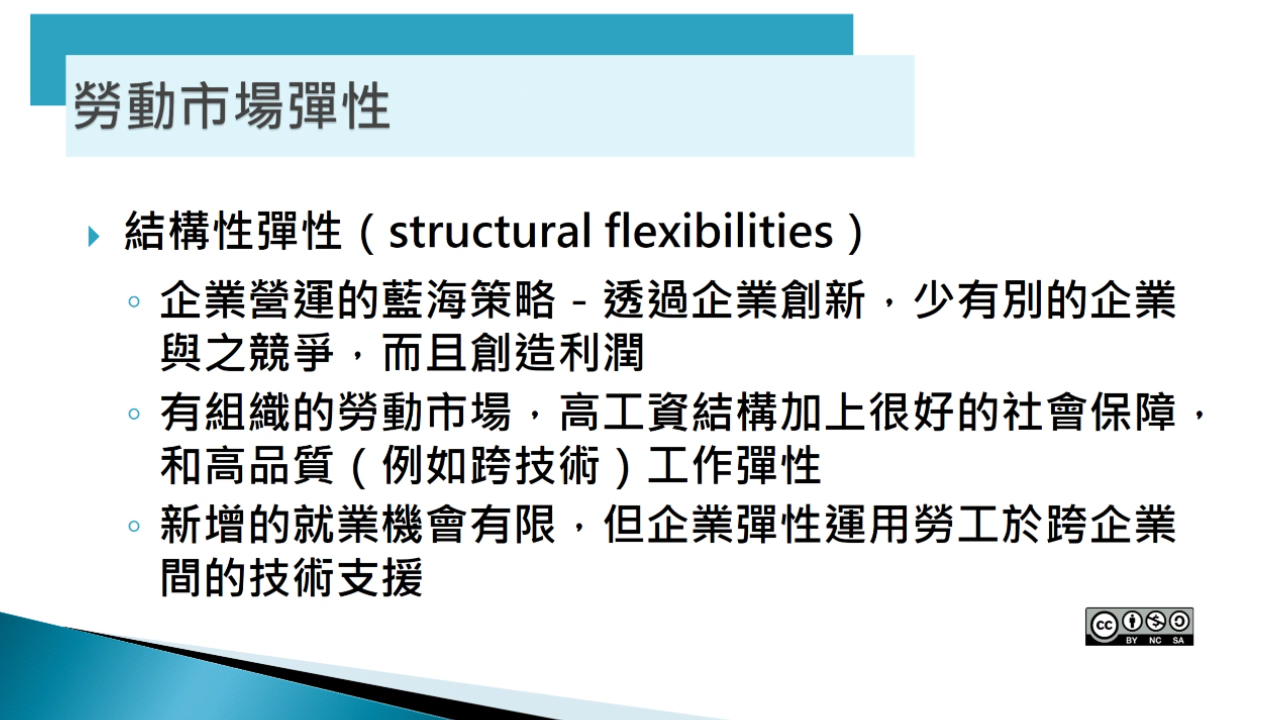 勞動市場彈性
結構性彈性（structural flexibilities）
企業營運的藍海策略－透過企業創新，少有別的企業
與之競爭，而且創造利潤
有組織的勞動市場，高工資結構加上很好的社會保障，
和高品質（例如跨技術）工作彈性
新增的就業機會有限，但企業彈性運用勞工於跨企業
間的技術支援
cc
BY NC SA